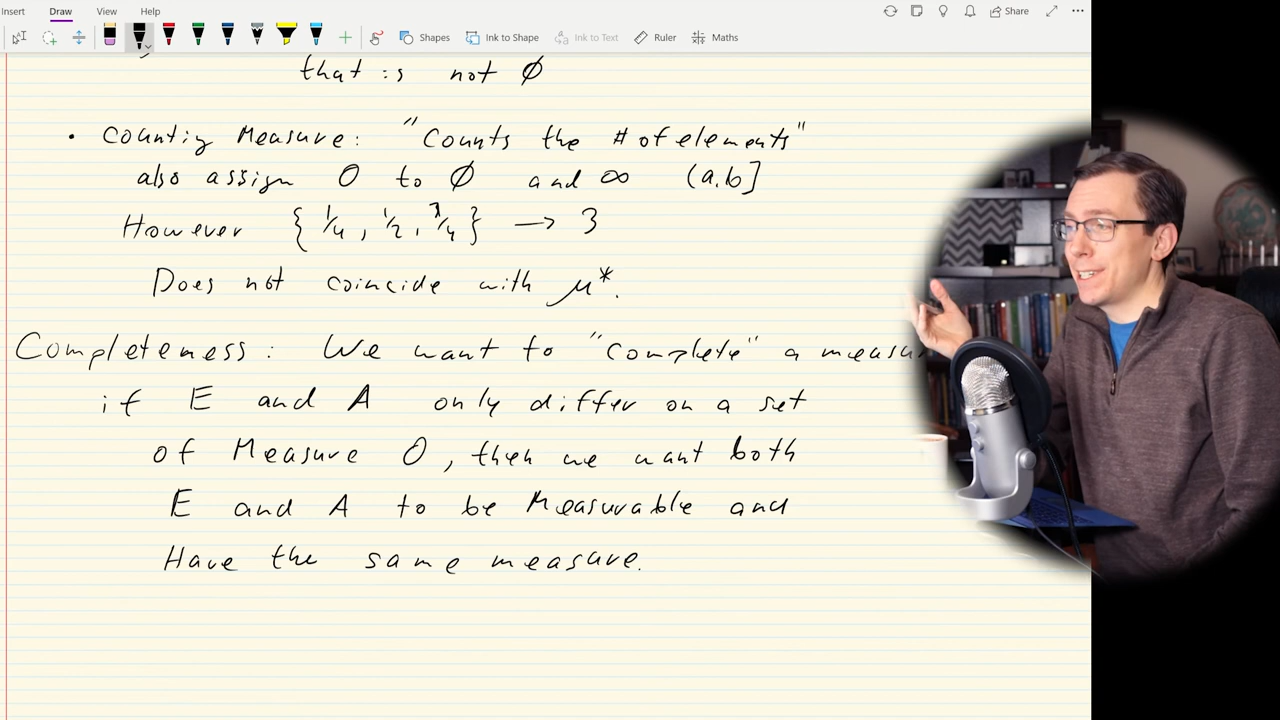 Insert Draw View Help Share
Shapes Ink to Shape Ink to Text Ruler Maths
that is not ∅
• Counting Measure: "Counts the # of elements"
also assign 0 to ∅ and ∞ (a,b]
However { 1/4, 1/2, 3/4 } → 3
Does not coincide with μ*.
Completeness: We want to "complete" a measu
if E and A only differ on a set
of Measure 0, then we want both
E and A to be Measurable and
Have the same measure.